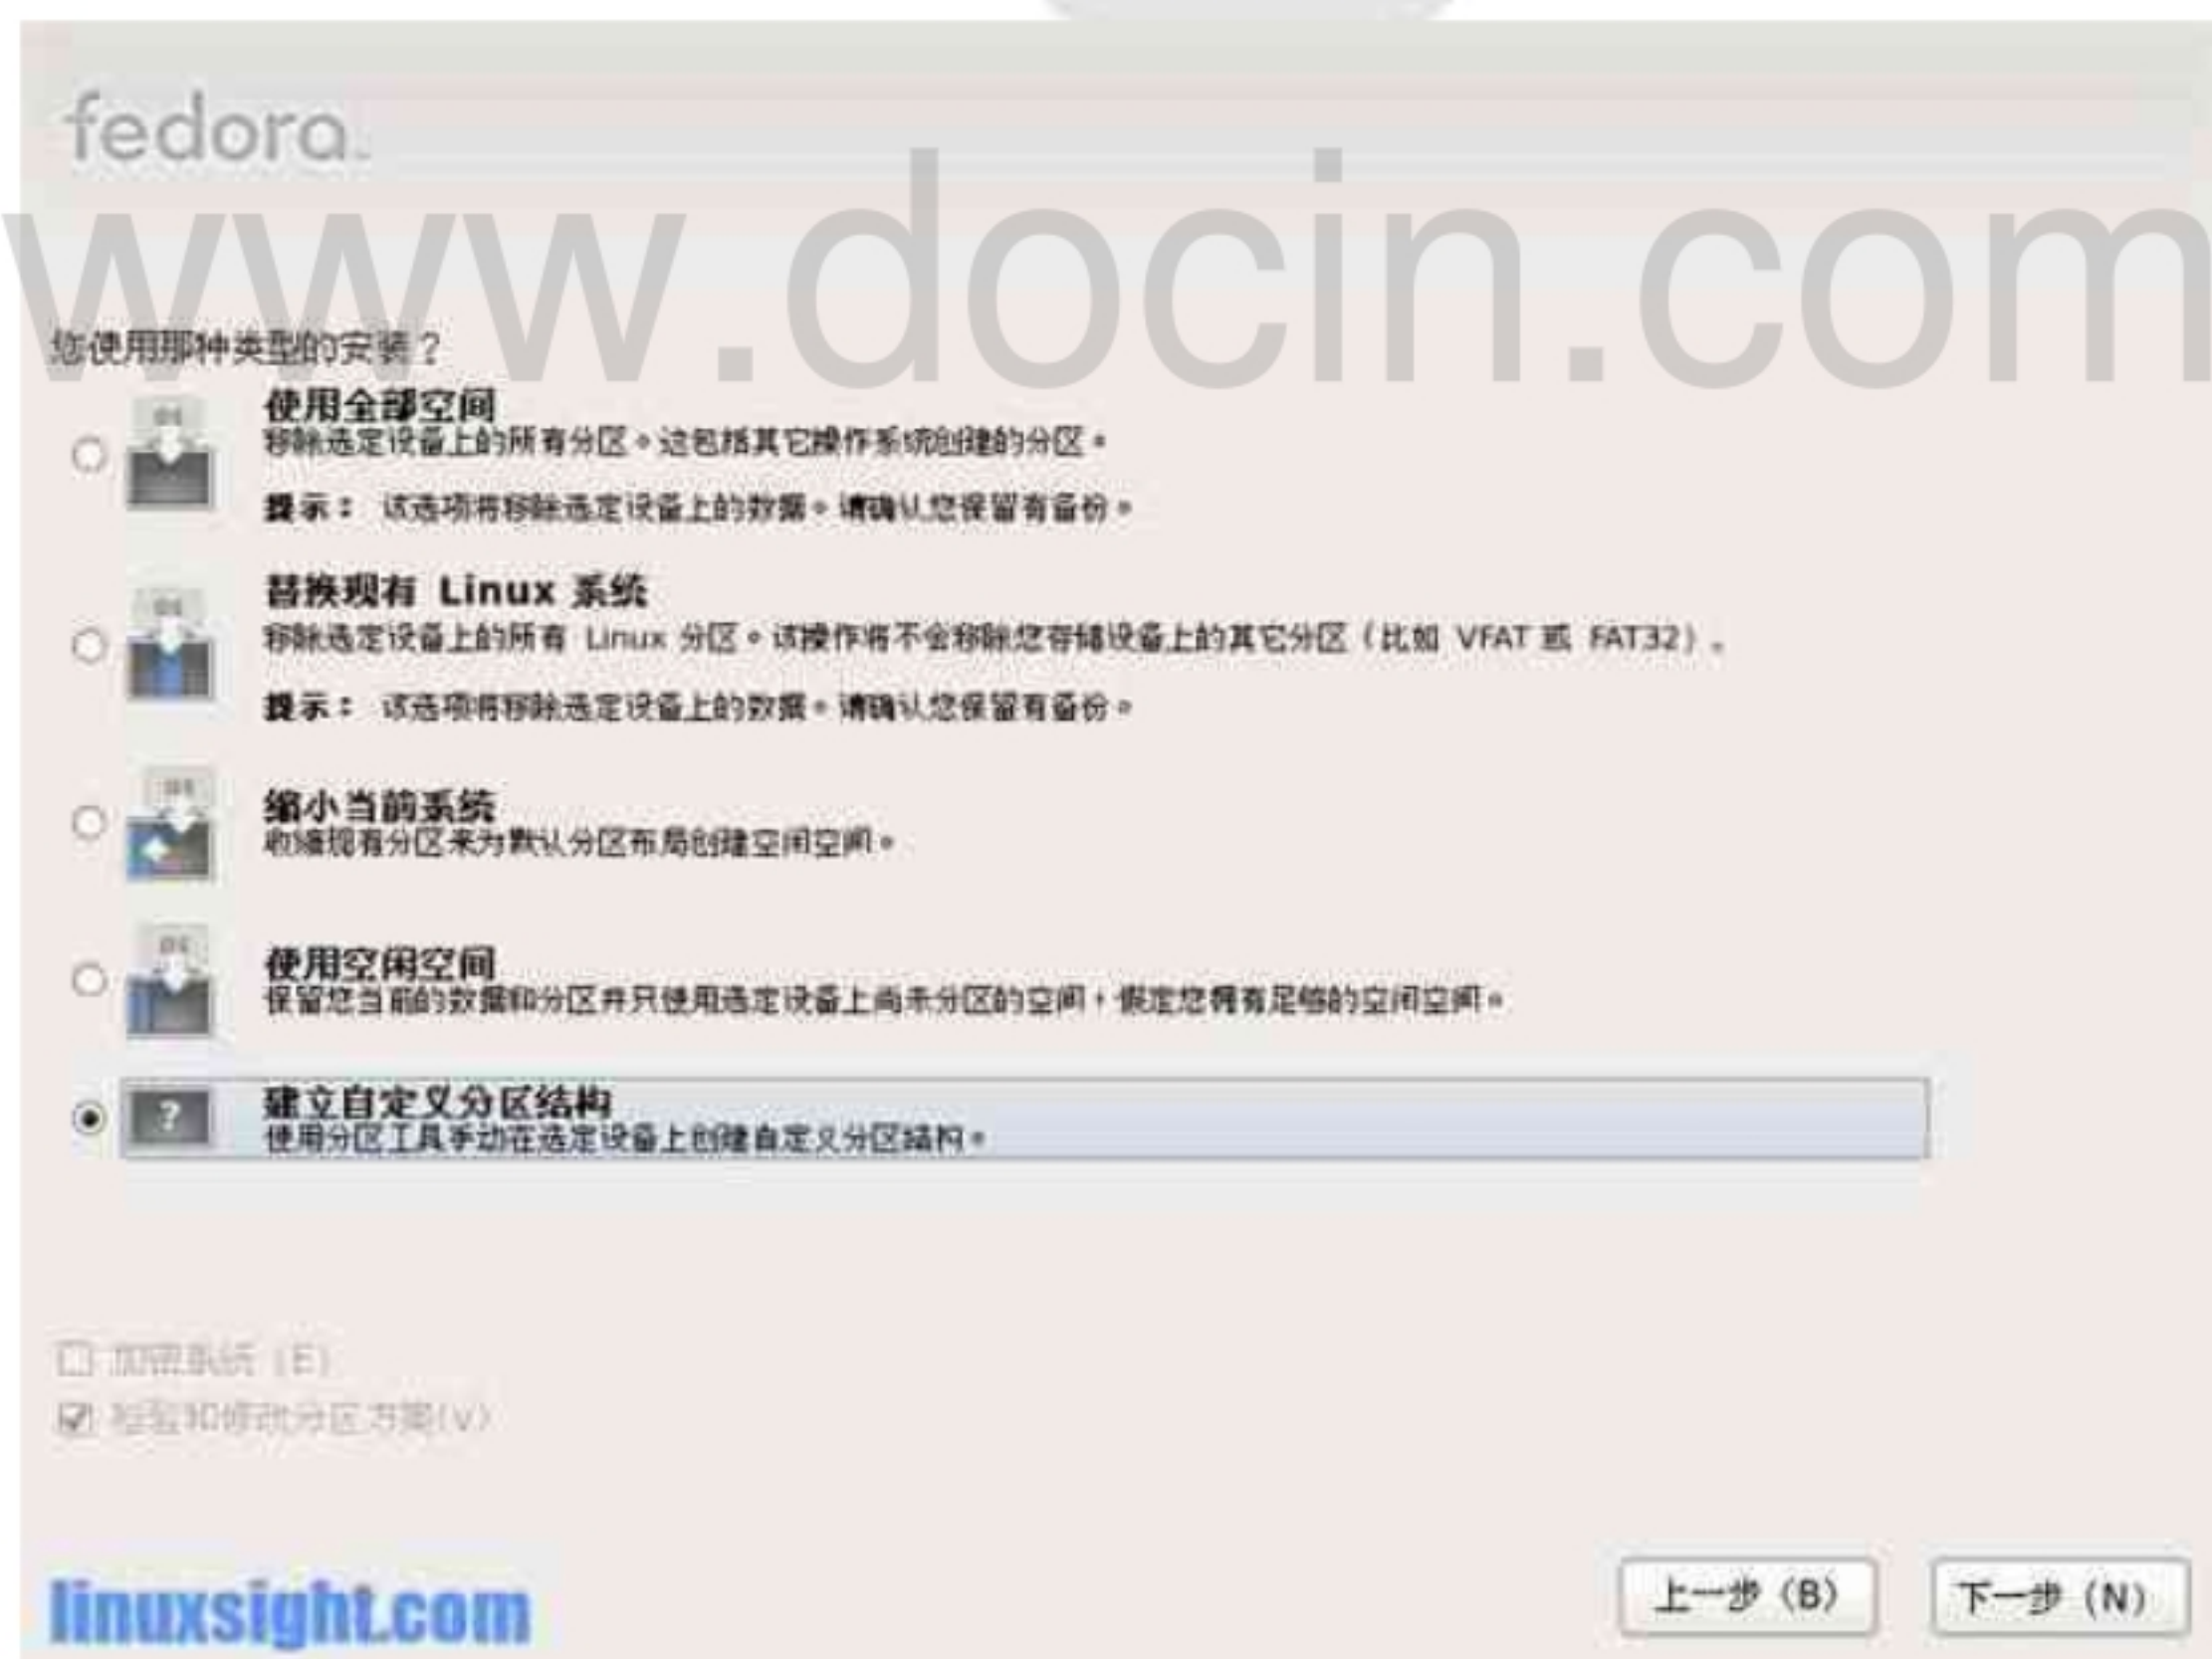 fedora
www.docin.com
您使用那种类型的安装？
使用全部空间
移除选定设备上的所有分区。这包括其它操作系统创建的分区。
提示： 该选项将移除选定设备上的数据。请确认您保留有备份。
替换现有 Linux 系统
移除选定设备上的所有 Linux 分区。该操作将不会移除您存储设备上的其它分区（比如 VFAT 或 FAT32）。
提示： 该选项将移除选定设备上的数据。请确认您保留有备份。
缩小当前系统
收缩现有分区来为默认分区布局创建空闲空间。
使用空闲空间
保留您当前的数据和分区并只使用选定设备上尚未分区的空间，假定您拥有足够的空闲空间。
?
建立自定义分区结构
使用分区工具手动在选定设备上创建自定义分区结构。
加密系统 (E)
检验和修改分区方案(V)
上一步 (B)
下一步 (N)
linuxsight.com